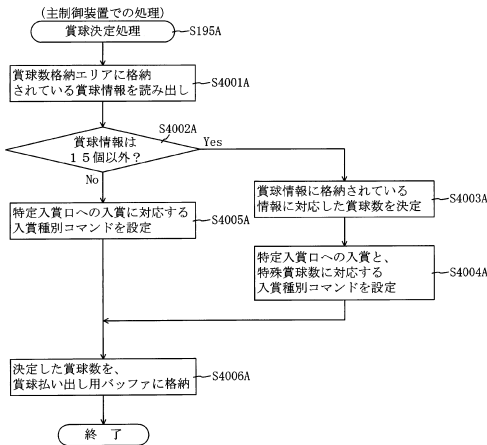 (主制御装置での処理)
賞球決定処理
S195A
賞球数格納エリアに格納
されている賞球情報を読み出し
S4001A
S4002A
賞球情報は
15個以外?
Yes
No
賞球情報に格納されている
情報に対応した賞球数を決定
S4003A
特定入賞口への入賞に対応する
入賞種別コマンドを設定
S4005A
特定入賞口への入賞と、
特殊賞球数に対応する
入賞種別コマンドを設定
S4004A
決定した賞球数を、
賞球払い出し用バッファに格納
S4006A
終 了